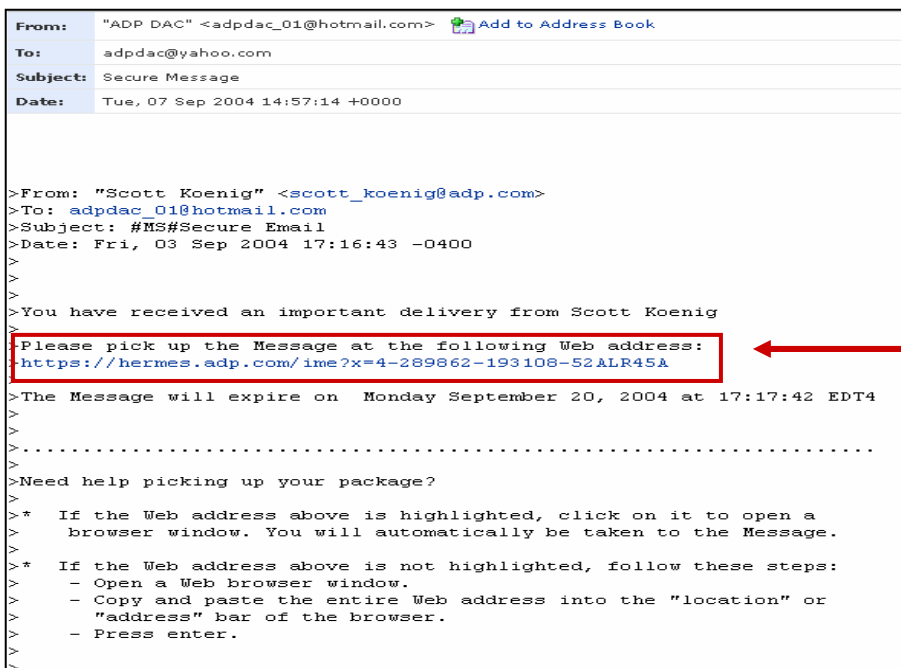 From: "ADP DAC" <adpdac_01@hotmail.com> Add to Address Book
To: adpdac@yahoo.com
Subject: Secure Message
Date: Tue, 07 Sep 2004 14:57:14 +0000
>From: "Scott Koenig" <scott_koenig@adp.com>
>To: adpdac_01@hotmail.com
>Subject: #MS#Secure Email
>Date: Fri, 03 Sep 2004 17:16:43 -0400
>
>
>
>You have received an important delivery from Scott Koenig
>
>Please pick up the Message at the following Web address:
>https://hermes.adp.com/ime?x=4-289862-193108-52ALR45A
>
>The Message will expire on  Monday September 20, 2004 at 17:17:42 EDT4
>
>
>......................................................................
>
>Need help picking up your package?
>
>*  If the Web address above is highlighted, click on it to open a
>    browser window. You will automatically be taken to the Message.
>
>*  If the Web address above is not highlighted, follow these steps:
>    - Open a Web browser window.
>    - Copy and paste the entire Web address into the "location" or
>      "address" bar of the browser.
>    - Press enter.
>
>